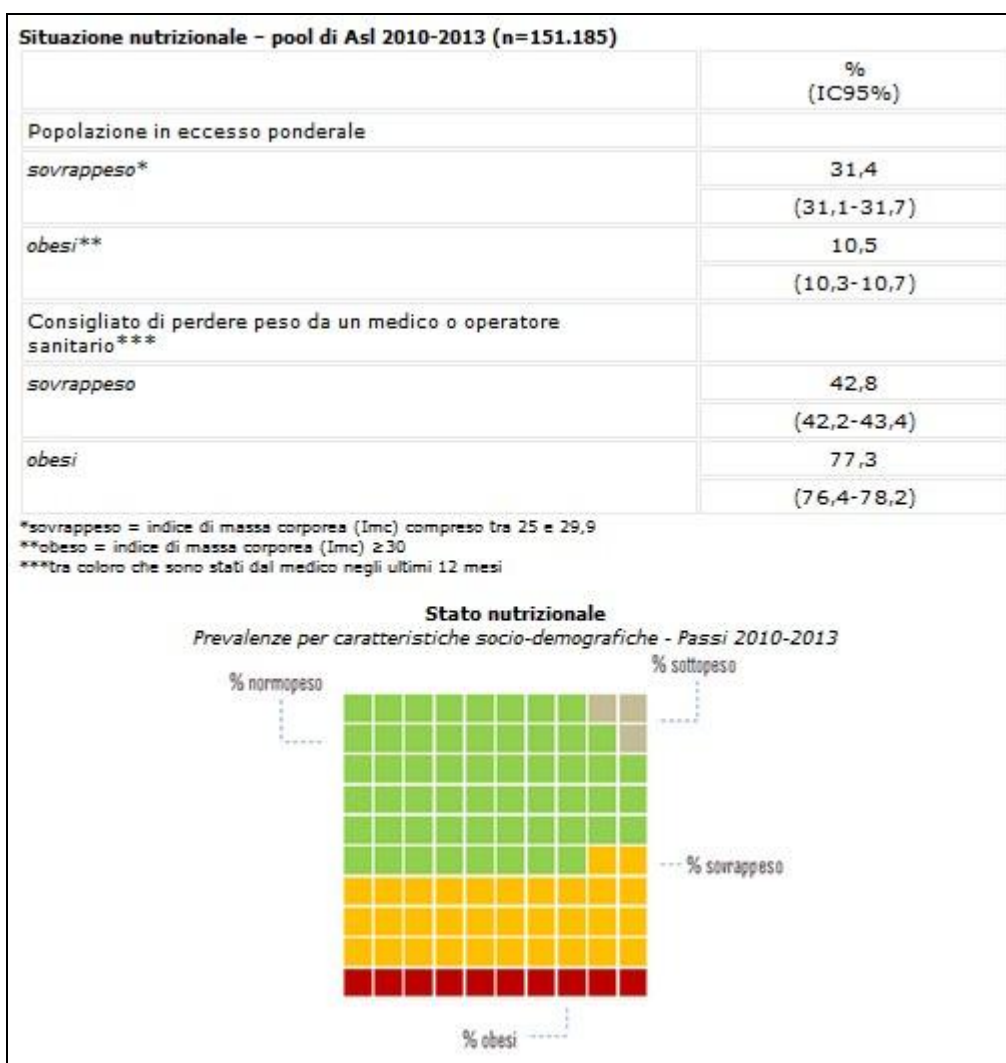 Situazione nutrizionale – pool di Asl 2010-2013 (n=151.185)
%
(IC95%)
Popolazione in eccesso ponderale
sovrappeso*
31,4
(31,1-31,7)
obesi**
10,5
(10,3-10,7)
Consigliato di perdere peso da un medico o operatore
sanitario***
sovrappeso
42,8
(42,2-43,4)
obesi
77,3
(76,4-78,2)
*sovrappeso = indice di massa corporea (Imc) compreso tra 25 e 29,9
**obeso = indice di massa corporea (Imc) ≥30
***tra coloro che sono stati dal medico negli ultimi 12 mesi
Stato nutrizionale
Prevalenze per caratteristiche socio-demografiche - Passi 2010-2013
% sottopeso
% normopeso
% sovrappeso
% obesi